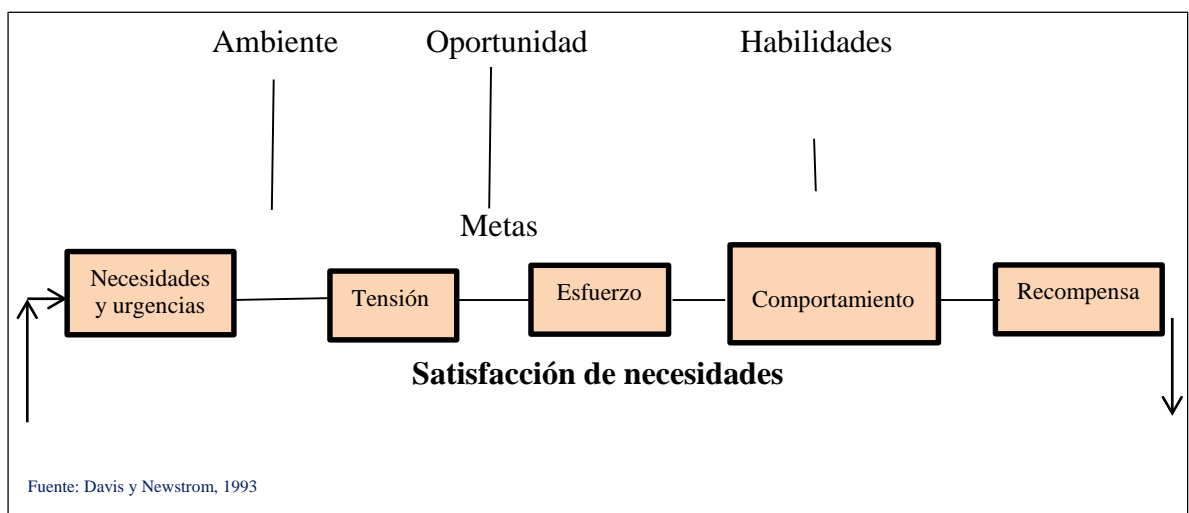 Ambiente
Oportunidad
Habilidades
Metas
Necesidades
y urgencias
Tensión
Esfuerzo
Comportamiento
Recompensa
Satisfacción de necesidades
Fuente: Davis y Newstrom, 1993